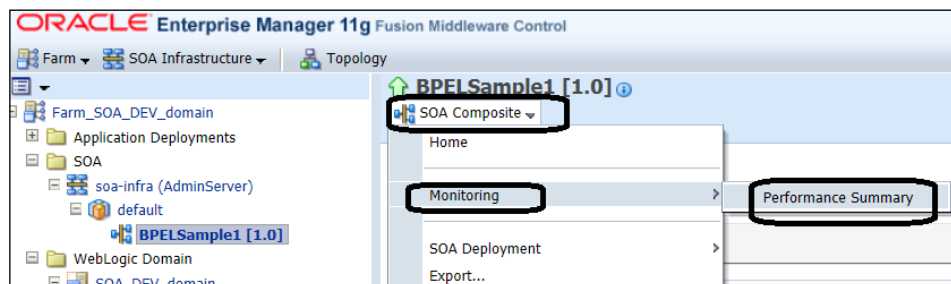 ORACLE Enterprise Manager 11g Fusion Middleware Control
Farm SOA Infrastructure Topology
BPELSample1 [1.0]
Farm_SOA_DEV_domain
SOA Composite
Application Deployments
Home
SOA
soa-infra (AdminServer)
Monitoring
Performance Summary
default
BPELSample1 [1.0]
SOA Deployment
WebLogic Domain
Export...
SOA_DEV_domain